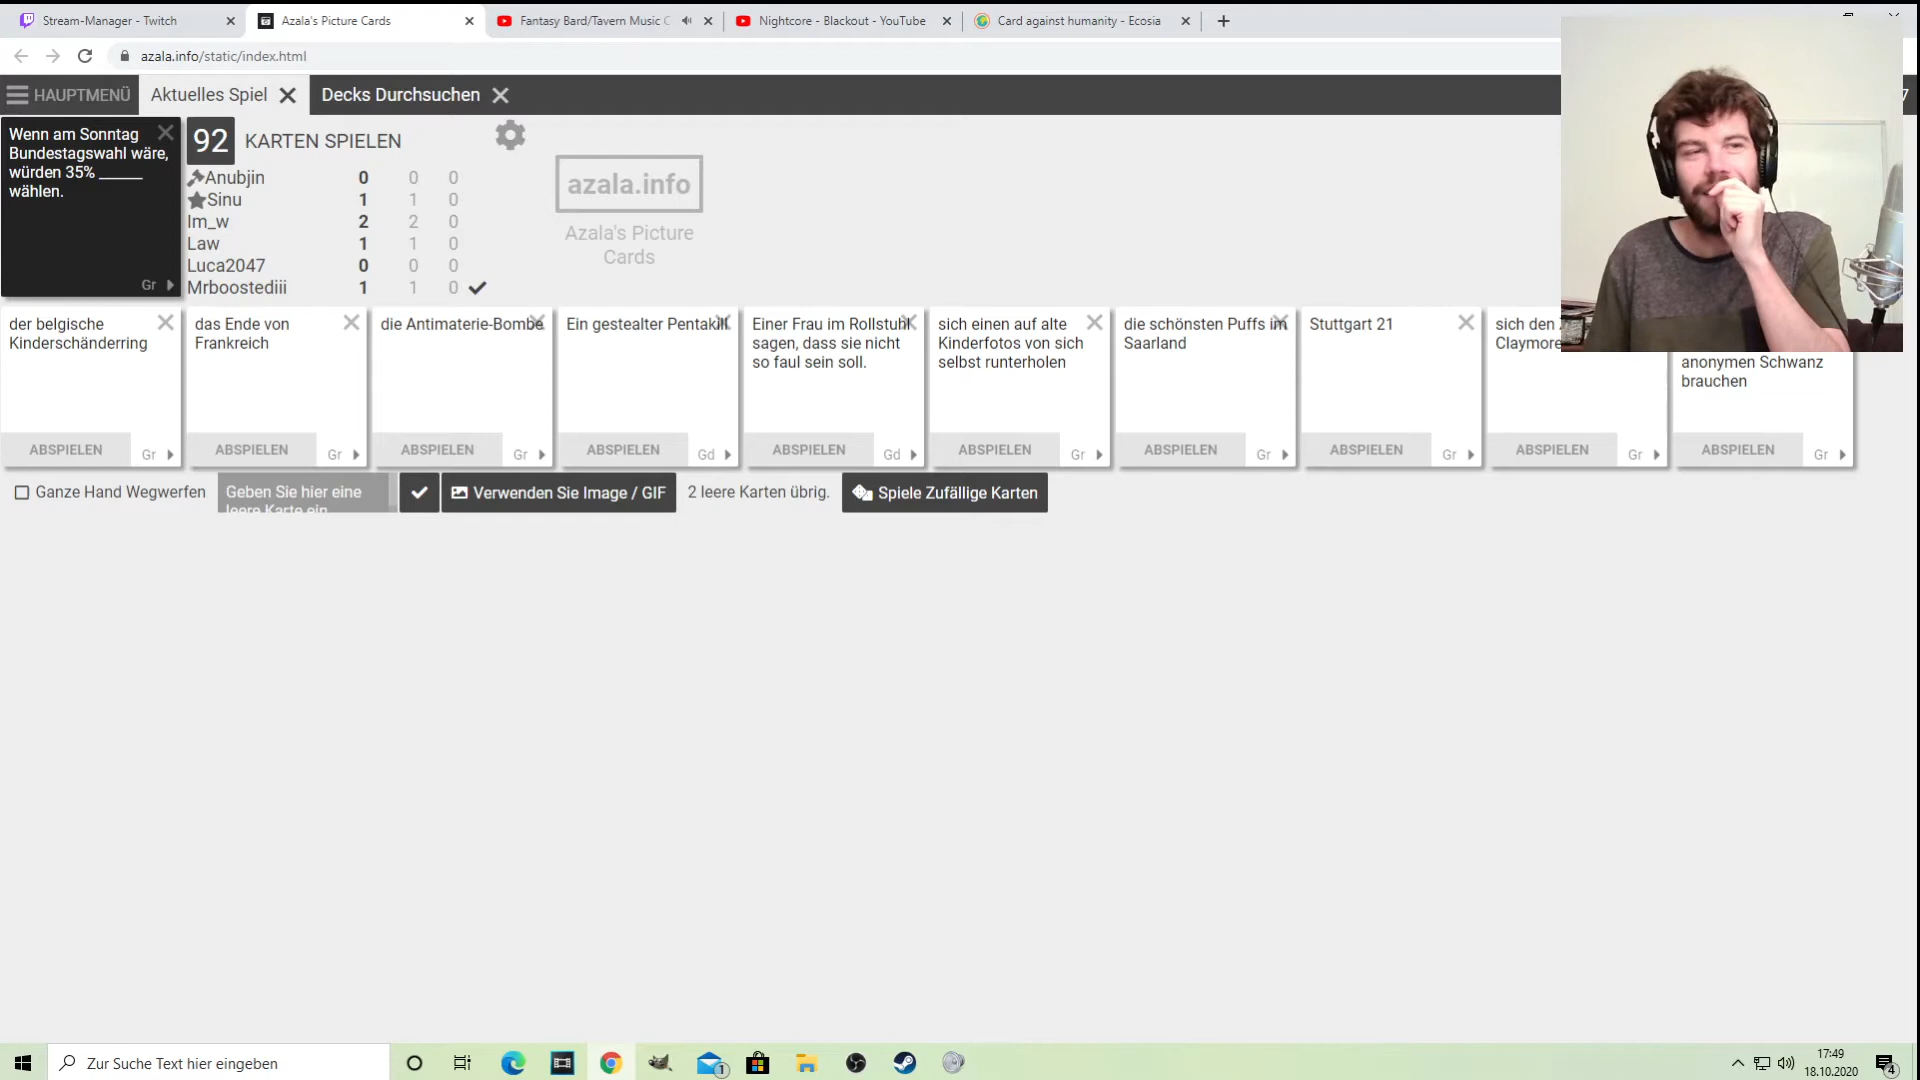 Stream-Manager - Twitch
Azala's Picture Cards
Fantasy Bard/Tavern Music C
Nightcore - Blackout - YouTube
Card against humanity - Ecosia
azala.info/static/index.html
HAUPTMENÜ
Aktuelles Spiel
Decks Durchsuchen
7
Wenn am Sonntag
Bundestagswahl wäre,
würden 35% ______
wählen.
Gr
92 KARTEN SPIELEN
Anubjin 0 0 0
Sinu 1 1 0
Im_w 2 2 0
Law 1 1 0
Luca2047 0 0 0
Mrboostediii 1 1 0
azala.info
Azala's Picture
Cards
der belgische
Kinderschänderring
ABSPIELEN
Gr
das Ende von
Frankreich
ABSPIELEN
Gr
die Antimaterie-Bombe
ABSPIELEN
Gr
Ein gestealter Pentakill
ABSPIELEN
Gd
Einer Frau im Rollstuhl
sagen, dass sie nicht
so faul sein soll.
ABSPIELEN
Gd
sich einen auf alte
Kinderfotos von sich
selbst runterholen
ABSPIELEN
Gr
die schönsten Puffs im
Saarland
ABSPIELEN
Gr
Stuttgart 21
ABSPIELEN
Gr
sich den
Claymore
ABSPIELEN
Gr
anonymen Schwanz
brauchen
ABSPIELEN
Gr
Ganze Hand Wegwerfen
Geben Sie hier eine
leere Karte ein
Verwenden Sie Image / GIF
2 leere Karten übrig.
Spiele Zufällige Karten
Zur Suche Text hier eingeben
1
17:49
18.10.2020
4